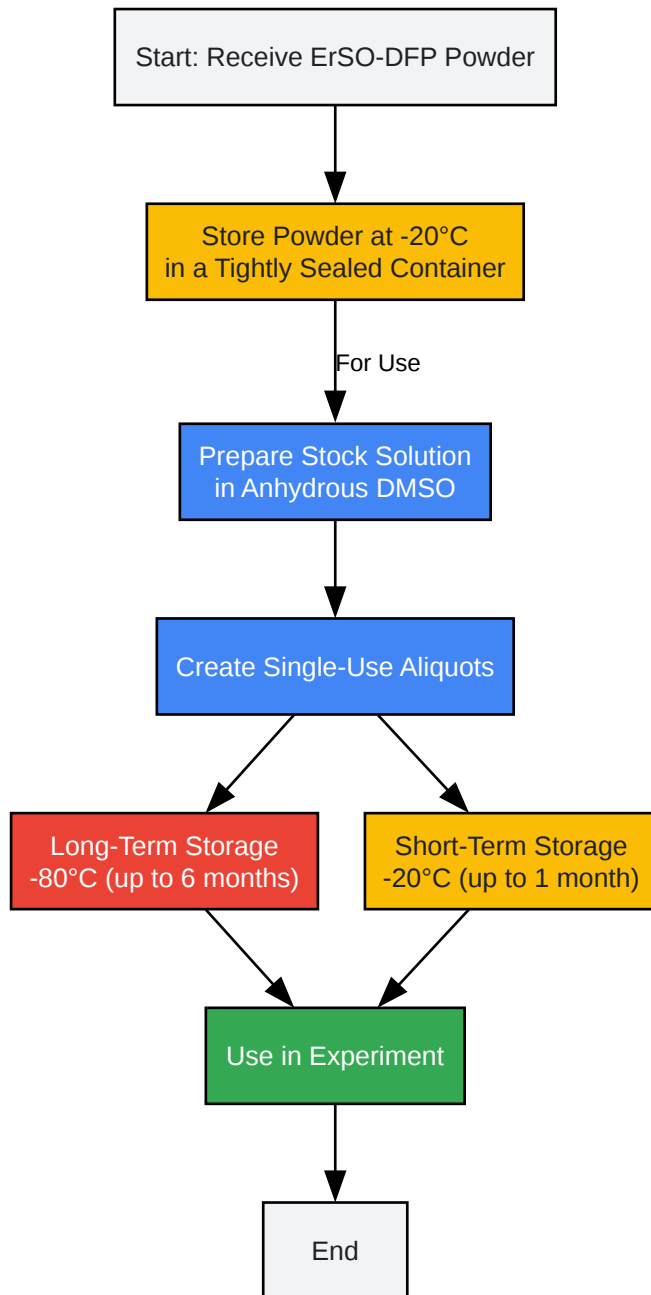 Start: Receive ErSO-DFP Powder
Store Powder at -20°C
in a Tightly Sealed Container
For Use
Prepare Stock Solution
in Anhydrous DMSO
Create Single-Use Aliquots
Long-Term Storage
-80°C (up to 6 months)
Short-Term Storage
-20°C (up to 1 month)
Use in Experiment
End